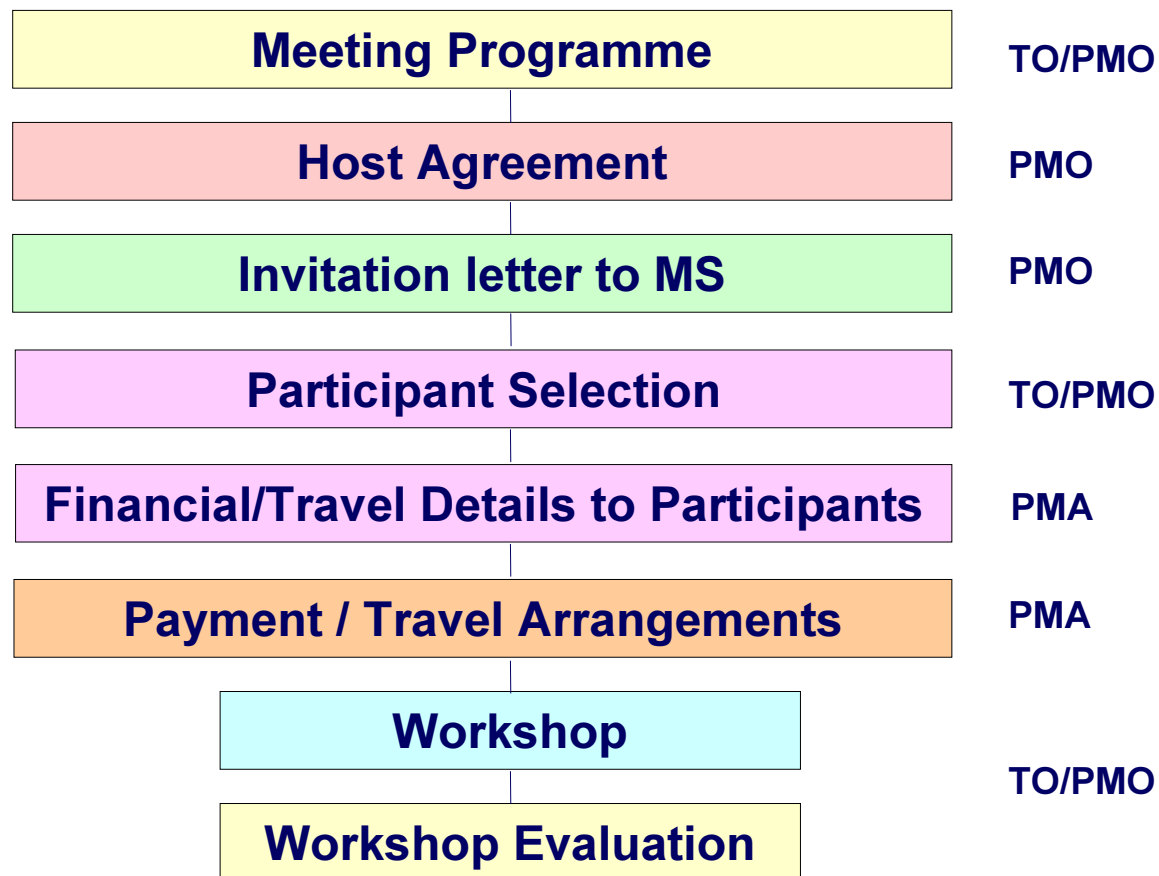 Meeting Programme
TO/PMO
Host Agreement
PMO
Invitation letter to MS
PMO
Participant Selection
TO/PMO
Financial/Travel Details to Participants
PMA
Payment / Travel Arrangements
PMA
Workshop
TO/PMO
Workshop Evaluation